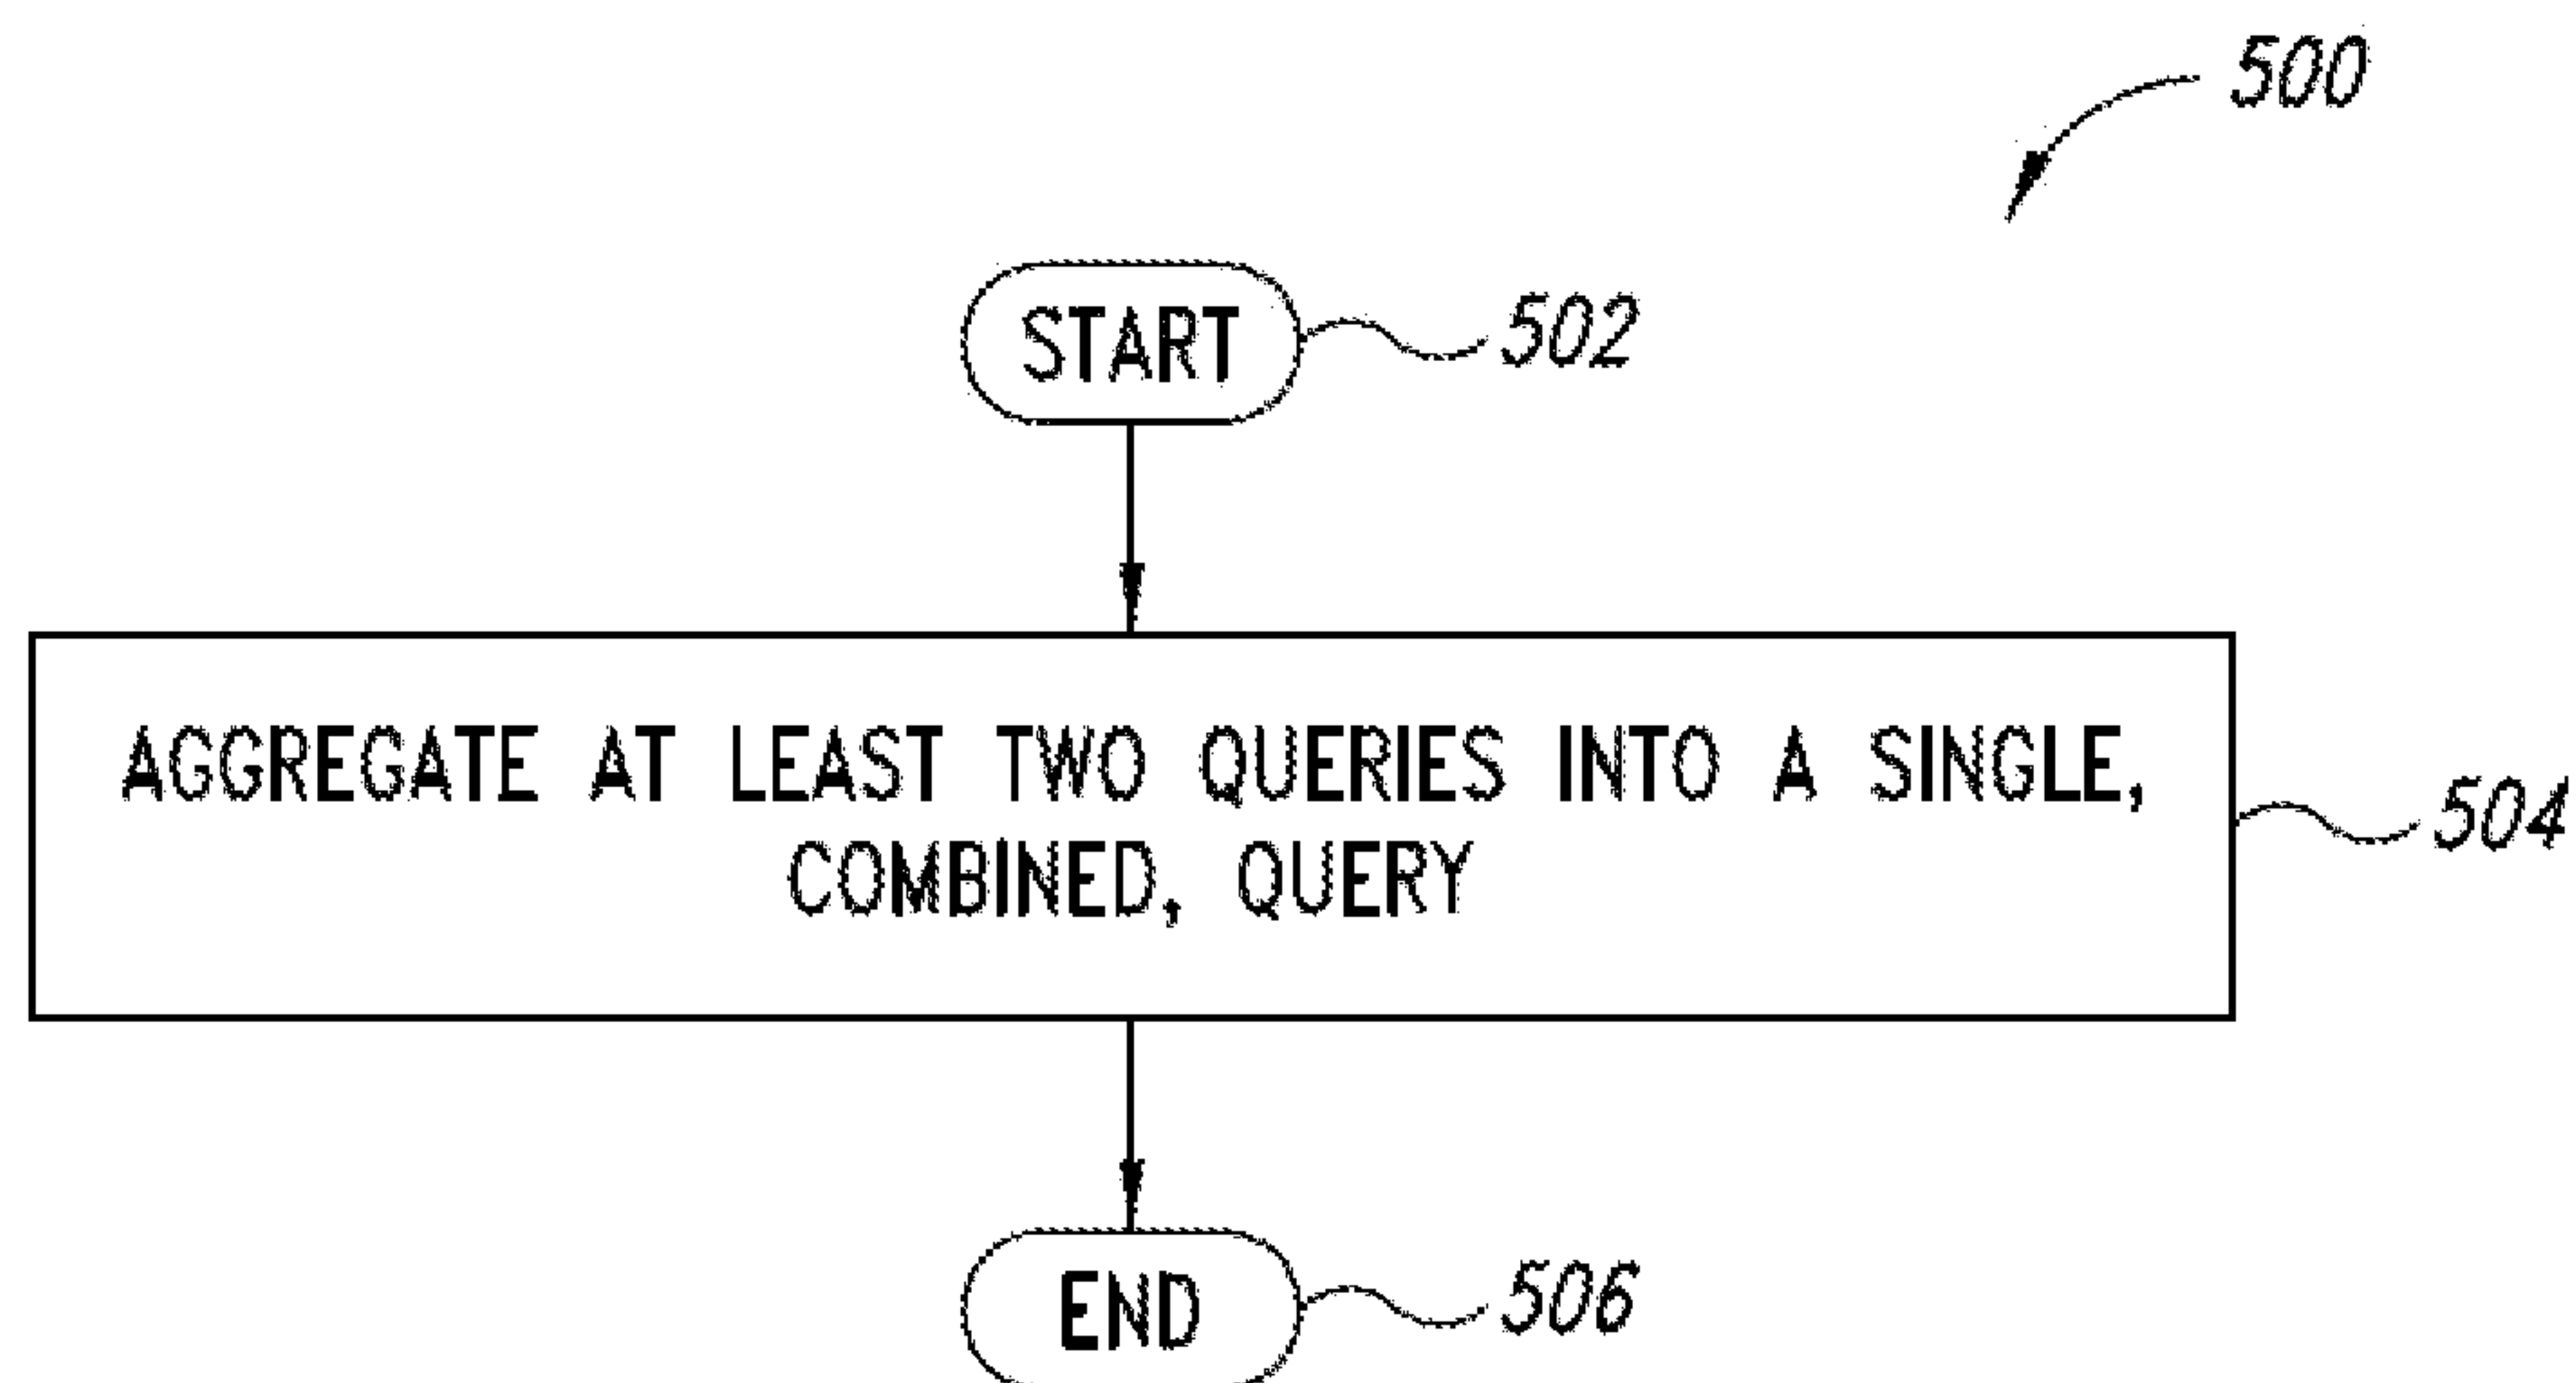 500
START 502
AGGREGATE AT LEAST TWO QUERIES INTO A SINGLE,
COMBINED, QUERY
504
END 506